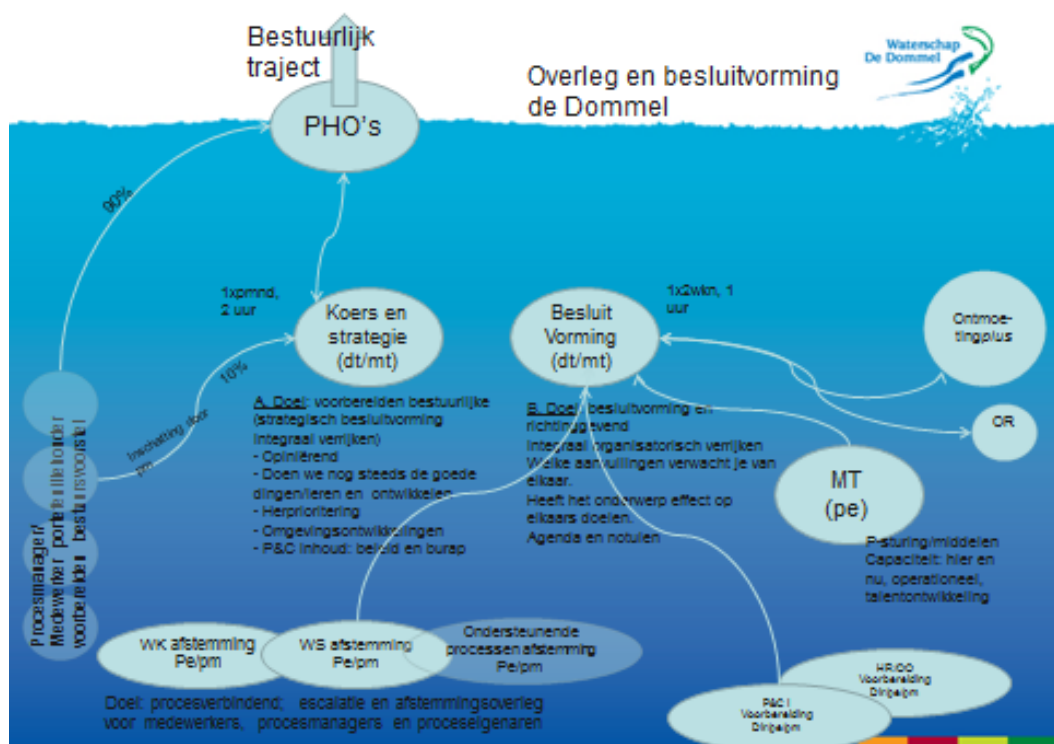 Bestuurlijk
traject
Waterschap
De Dommel
Overleg en besluitvorming
de Dommel
PHO's
90%
1xpmnd,
2 uur
Koers en
strategie
(dt/mt)
Besluit
Vorming
(dt/mt)
1x2wkn, 1
uur
Ontmoe-
tingplus
OR
10%
Inschatting door
pm
A. Doel: voorbereiden bestuurlijke
(strategisch besluitvorming
integraal verrijken)
- Opiniërend
- Doen we nog steeds de goede
dingen/leren en ontwikkelen
- Herprioritering
- Omgevingsontwikkelingen
- P&C inhoud: beleid en burap
B. Doel: besluitvorming en
richtinggevend
Integraal organisatorisch verrijken
Welke aanvullingen verwacht je van
elkaar.
Heeft het onderwerp effect op
elkaars doelen.
Agenda en notulen
MT
(pe)
P-sturing/middelen
Capaciteit: hier en
nu, operationeel,
talentontwikkeling
Procesmanager/
Medewerker portefeuillehouder
voorbereiden bestuursvoorstel
WK afstemming
Pe/pm
WS afstemming
Pe/pm
Ondersteunende
processen afstemming
Pe/pm
Doel: procesverbindend; escalatie en afstemmingsoverleg
voor medewerkers, procesmanagers en proceseigenaren
HR/OO
Voorbereiding
Dir/pe/pm
P&C I
Voorbereiding
Dir/pe/pm